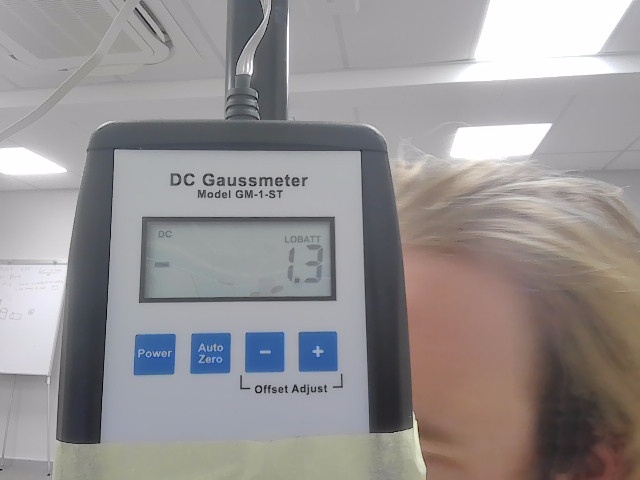 DC Gaussmeter
Model GM-1-ST
DC
LOBATT
- 1.3
Power
Auto
Zero
-
+
Offset Adjust